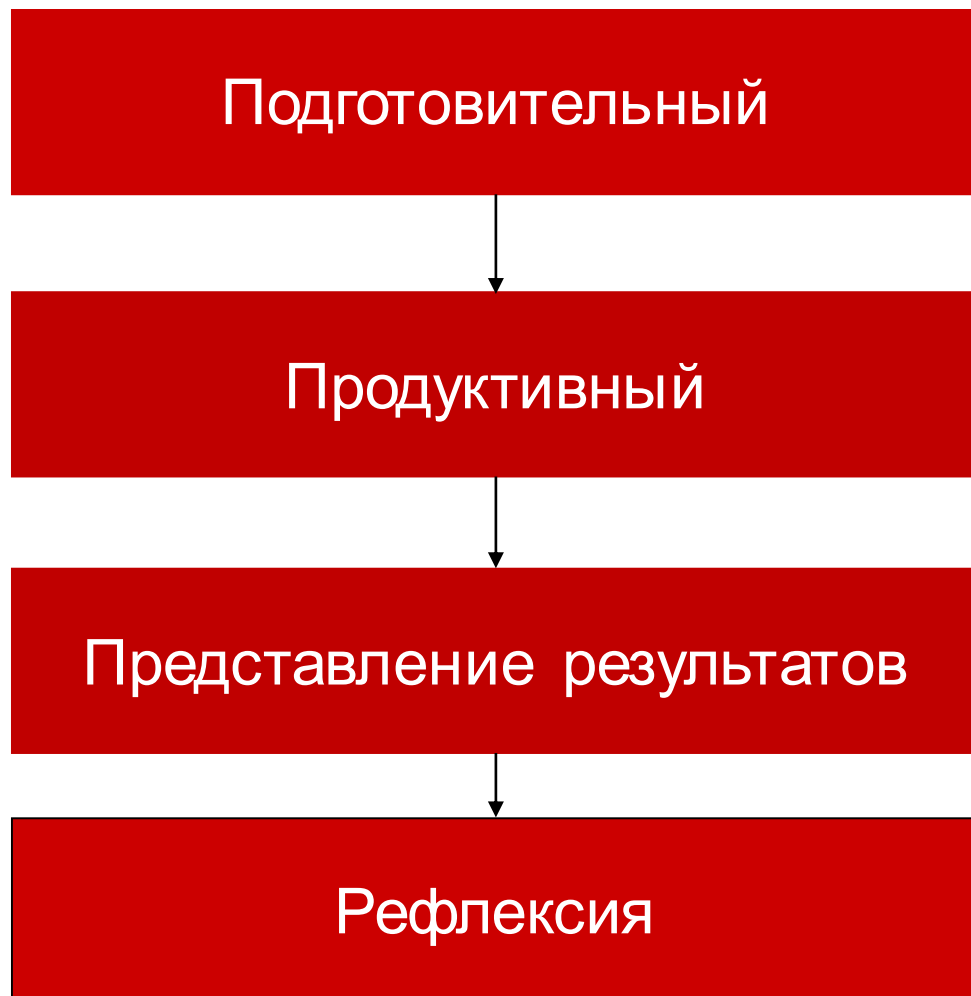 Подготовительный
Продуктивный
Представление результатов
Рефлексия